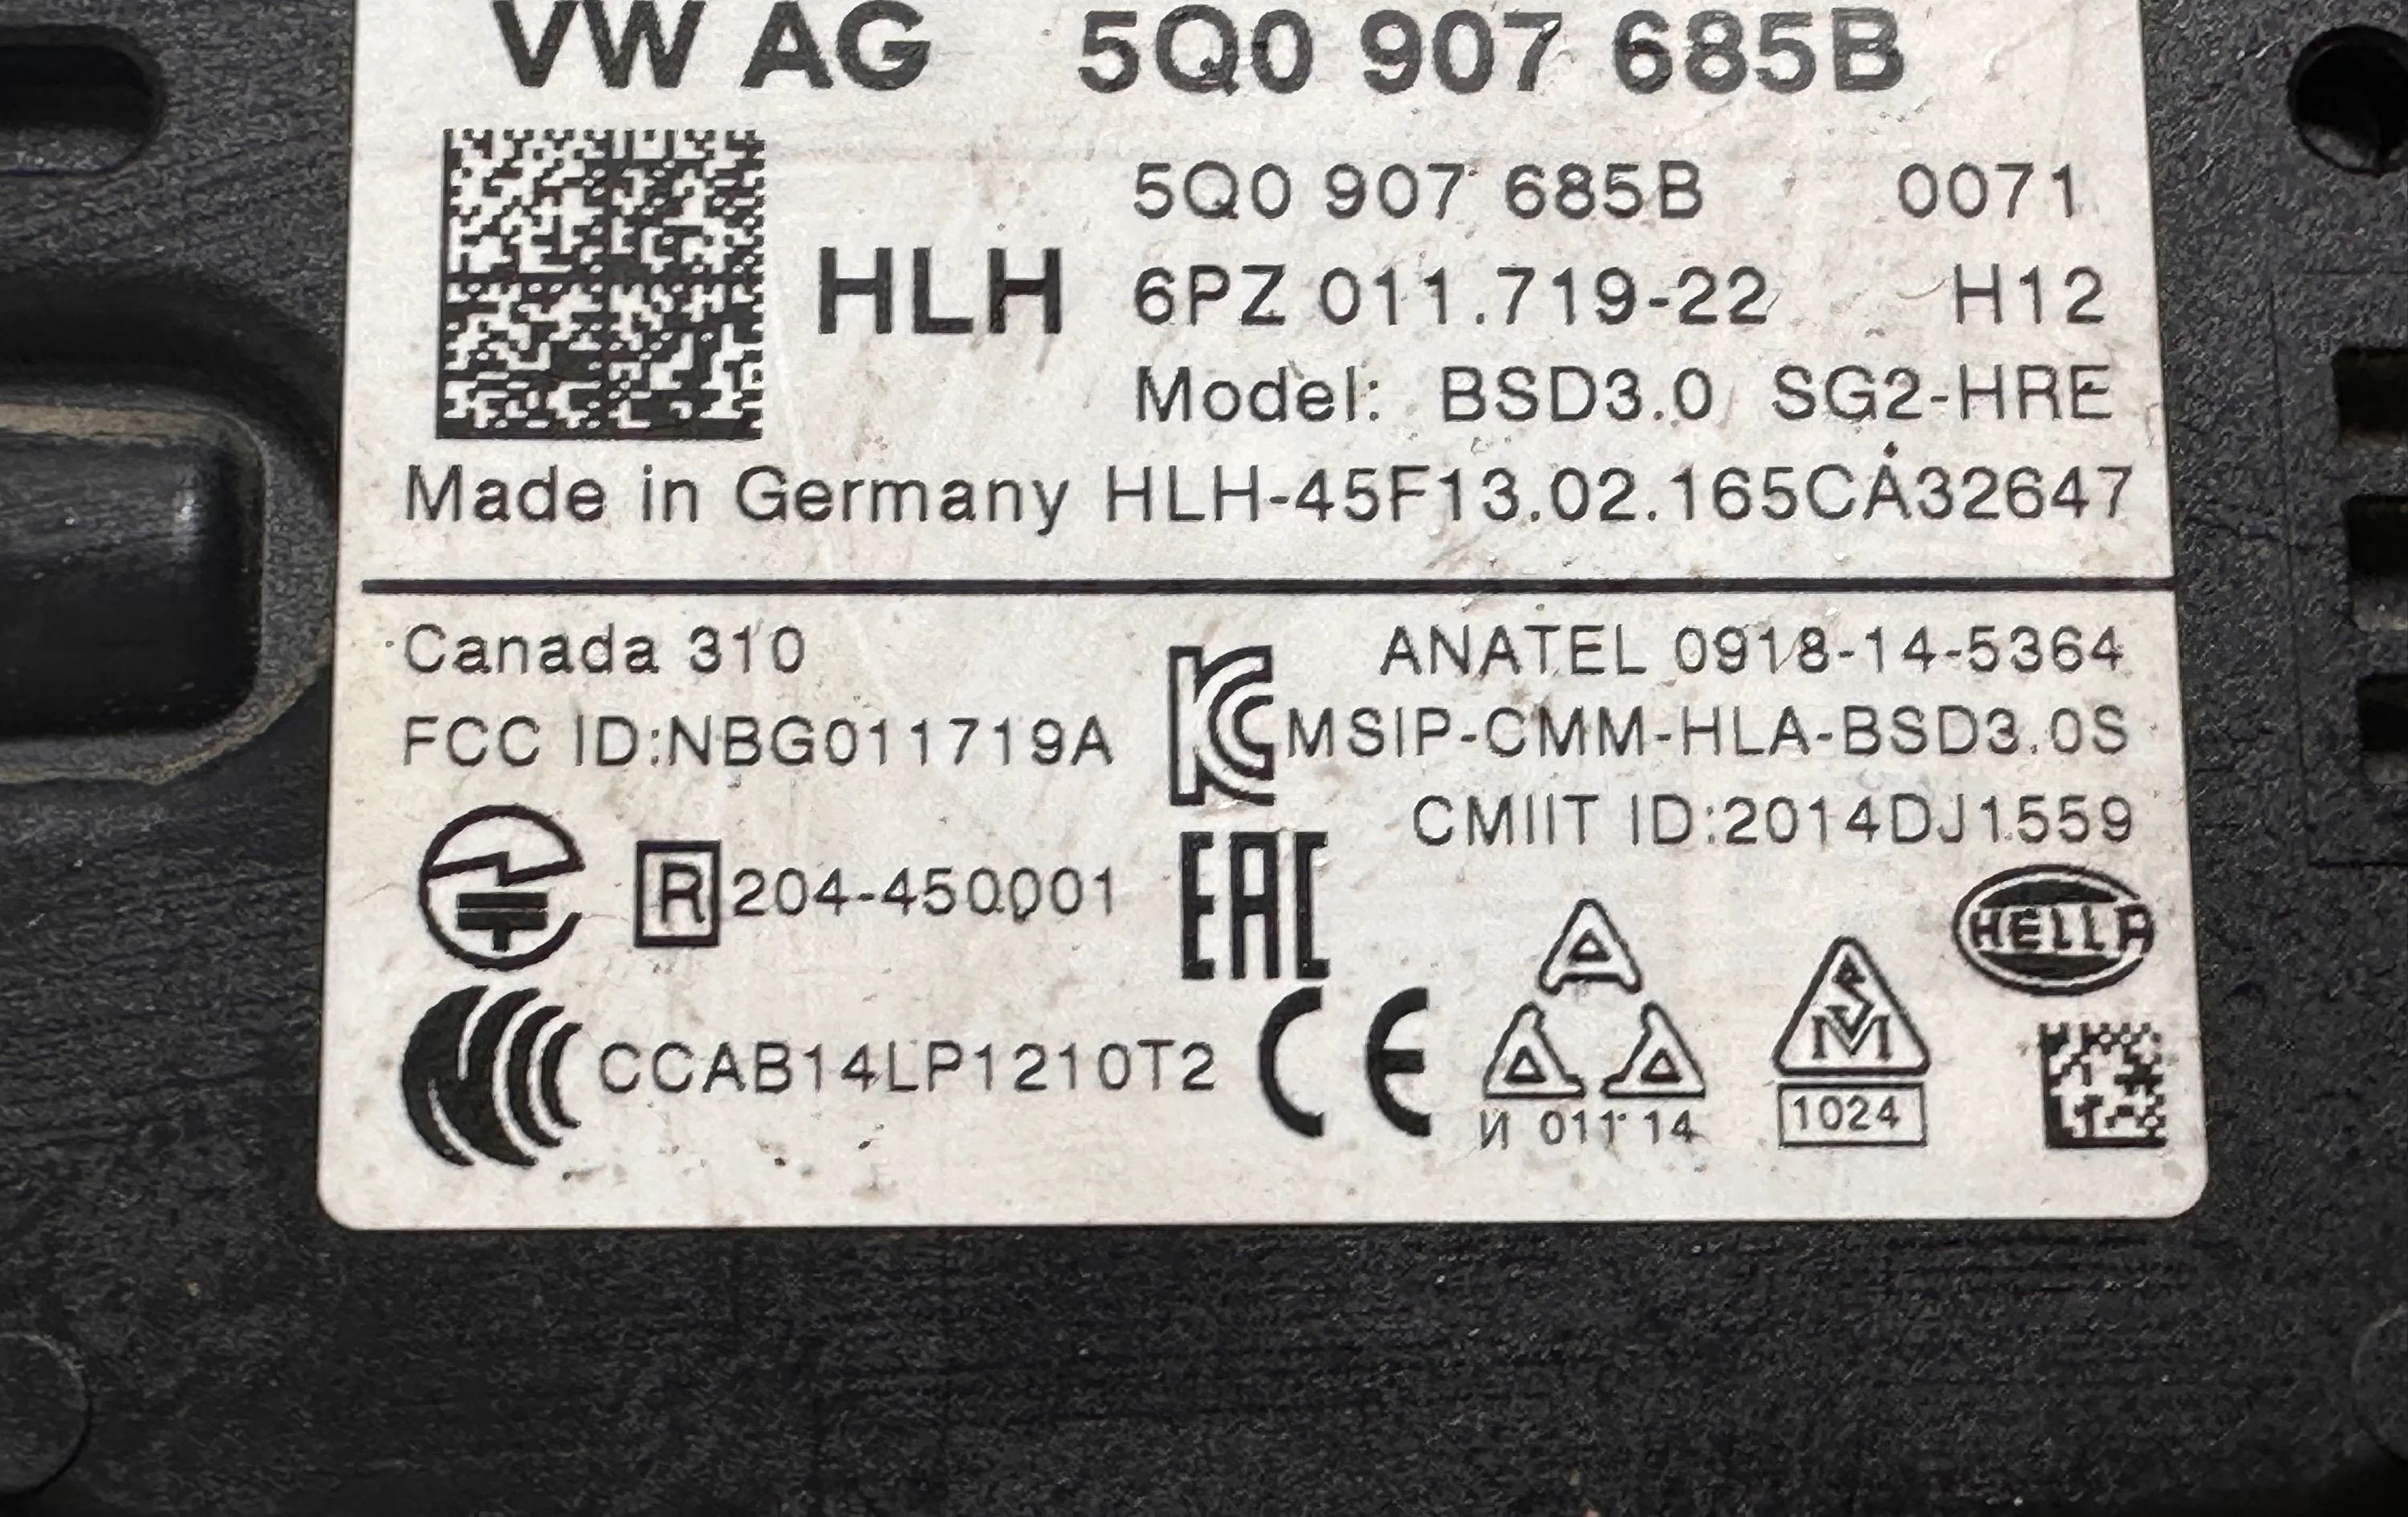 VW AG 5Q0 907 685B
5Q0 907 685B 0071
HLH 6PZ 011.719-22 H12
Model: BSD3.0 SG2-HRE
Made in Germany HLH-45F13.02.165CA32647
Canada 310
ANATEL 0918-14-5364
FCC ID:NBG011719A
MSIP-CMM-HLA-BSD3.0S
CMIIT ID:2014DJ1559
R 204-450001
EAC
HELLA
CCAB14LP1210T2
CE
И 011 14
SM
1024